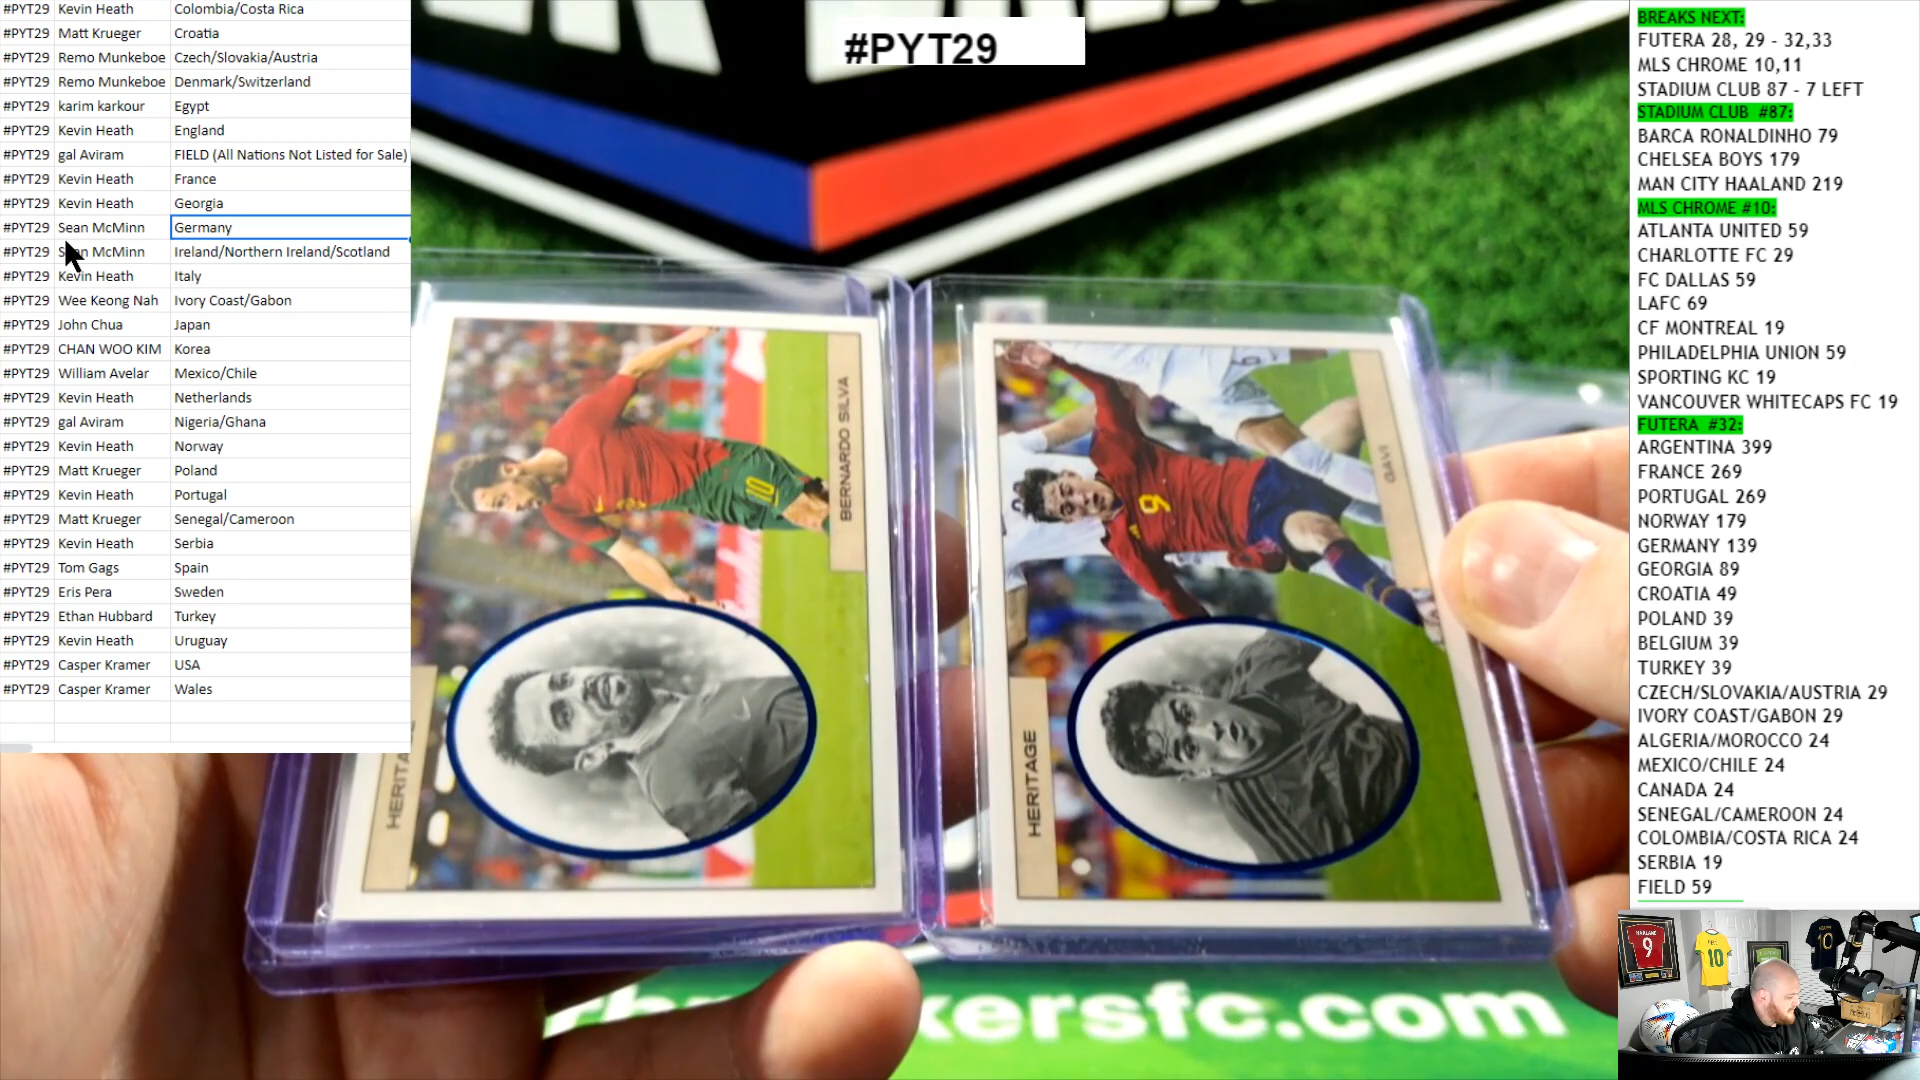 #PYT29 Kevin Heath Colombia/Costa Rica
#PYT29 Matt Krueger Croatia
#PYT29 Remo Munkeboe Czech/Slovakia/Austria
#PYT29 Remo Munkeboe Denmark/Switzerland
#PYT29 karim karkour Egypt
#PYT29 Kevin Heath England
#PYT29 gal Aviram FIELD (All Nations Not Listed for Sale)
#PYT29 Kevin Heath France
#PYT29 Kevin Heath Georgia
#PYT29 Sean McMinn Germany
#PYT29 McMinn Ireland/Northern Ireland/Scotland
#PYT29 Kevin Heath Italy
#PYT29 Wee Keong Nah Ivory Coast/Gabon
#PYT29 John Chua Japan
#PYT29 CHAN WOO KIM Korea
#PYT29 William Avelar Mexico/Chile
#PYT29 Kevin Heath Netherlands
#PYT29 gal Aviram Nigeria/Ghana
#PYT29 Kevin Heath Norway
#PYT29 Matt Krueger Poland
#PYT29 Kevin Heath Portugal
#PYT29 Matt Krueger Senegal/Cameroon
#PYT29 Kevin Heath Serbia
#PYT29 Tom Gags Spain
#PYT29 Eris Pera Sweden
#PYT29 Ethan Hubbard Turkey
#PYT29 Kevin Heath Uruguay
#PYT29 Casper Kramer USA
#PYT29 Casper Kramer Wales
#PYT29
BERNARDO SILVA
10
HERITA
GAVI
9
HERITAGE
kersfc.com
BREAKS NEXT:
FUTERA 28, 29 - 32,33
MLS CHROME 10,11
STADIUM CLUB 87 - 7 LEFT
STADIUM CLUB #87:
BARCA RONALDINHO 79
CHELSEA BOYS 179
MAN CITY HAALAND 219
MLS CHROME #10:
ATLANTA UNITED 59
CHARLOTTE FC 29
FC DALLAS 59
LAFC 69
CF MONTREAL 19
PHILADELPHIA UNION 59
SPORTING KC 19
VANCOUVER WHITECAPS FC 19
FUTERA #32:
ARGENTINA 399
FRANCE 269
PORTUGAL 269
NORWAY 179
GERMANY 139
GEORGIA 89
CROATIA 49
POLAND 39
BELGIUM 39
TURKEY 39
CZECH/SLOVAKIA/AUSTRIA 29
IVORY COAST/GABON 29
ALGERIA/MOROCCO 24
MEXICO/CHILE 24
CANADA 24
SENEGAL/CAMEROON 24
COLOMBIA/COSTA RICA 24
SERBIA 19
FIELD 59
HAALAND
9
10
10